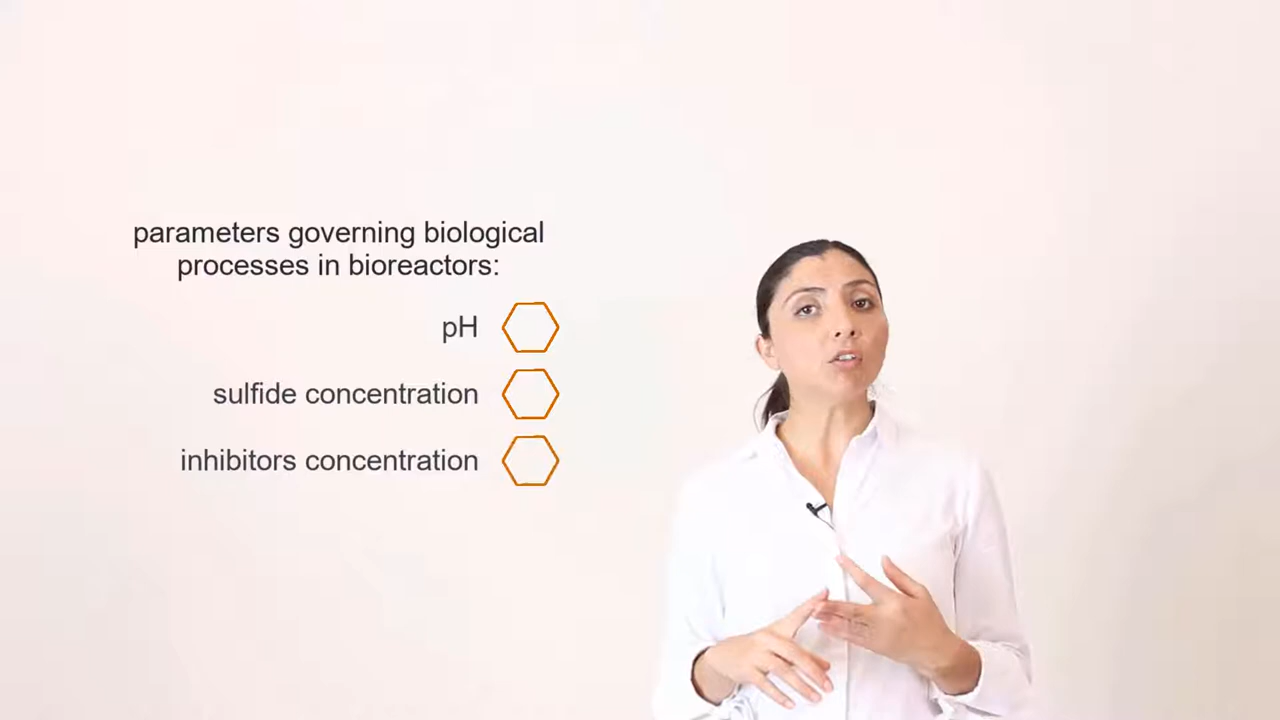 parameters governing biological
processes in bioreactors:
pH
sulfide concentration
inhibitors concentration